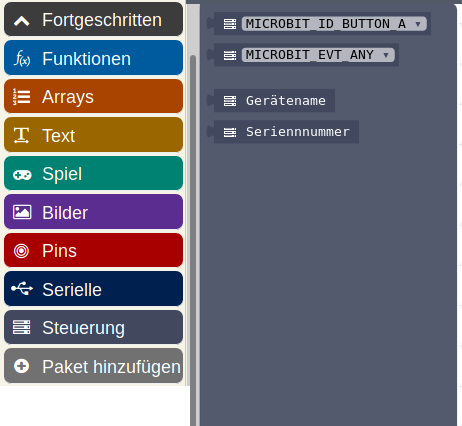 Fortgeschritten
Funktionen
Arrays
Text
Spiel
Bilder
Pins
Serielle
Steuerung
Paket hinzufügen
MICROBIT_ID_BUTTON_A
MICROBIT_EVT_ANY
Gerätename
Seriennnummer